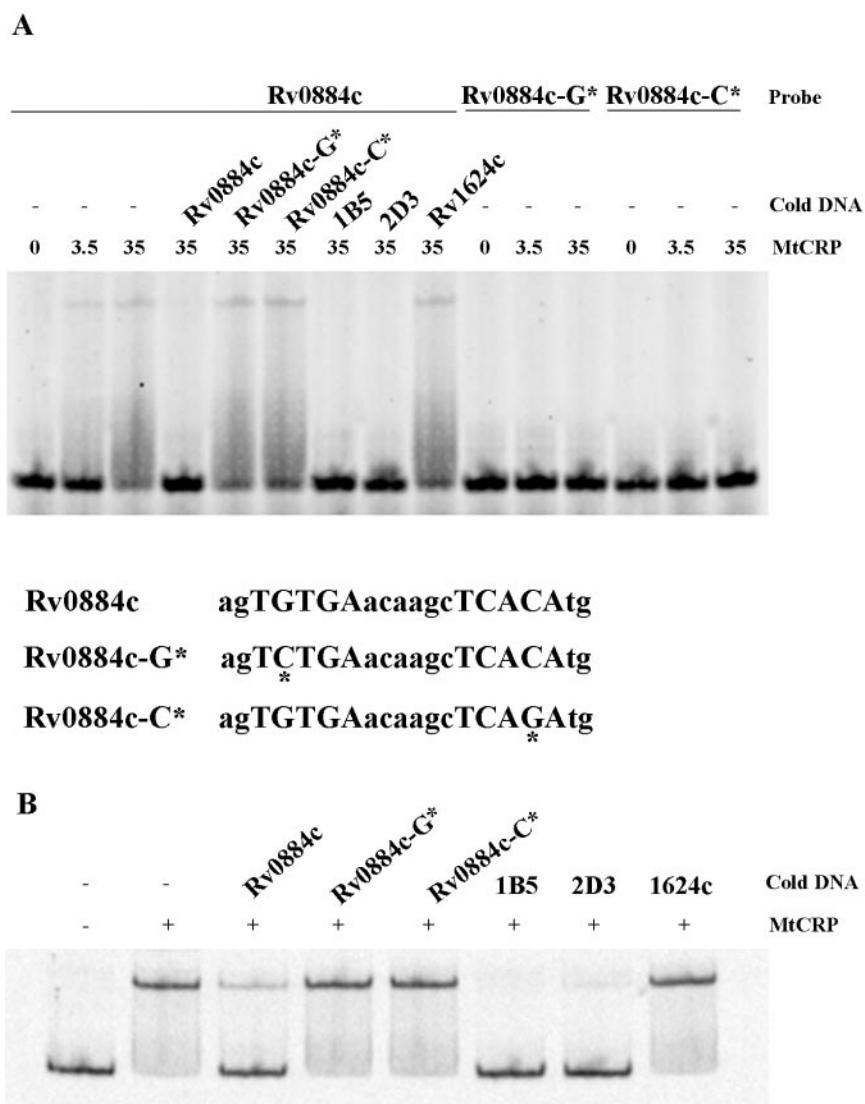 A
Rv0884c Rv0884c-G* Rv0884c-C* Probe
- - - Rv0884c Rv0884c-G* Rv0884c-C* 1B5 2D3 Rv1624c - - - - - - Cold DNA
0 3.5 35 35 35 35 35 35 35 0 3.5 35 0 3.5 35 MtCRP
Rv0884c agTGTGAacaagcTCACAtg
Rv0884c-G* agTCTGAacaagcTCACAtg
*
Rv0884c-C* agTGTGAacaagcTCAGAtg
*
B
- - Rv0884c Rv0884c-G* Rv0884c-C* 1B5 2D3 1624c Cold DNA
- + + + + + + + MtCRP